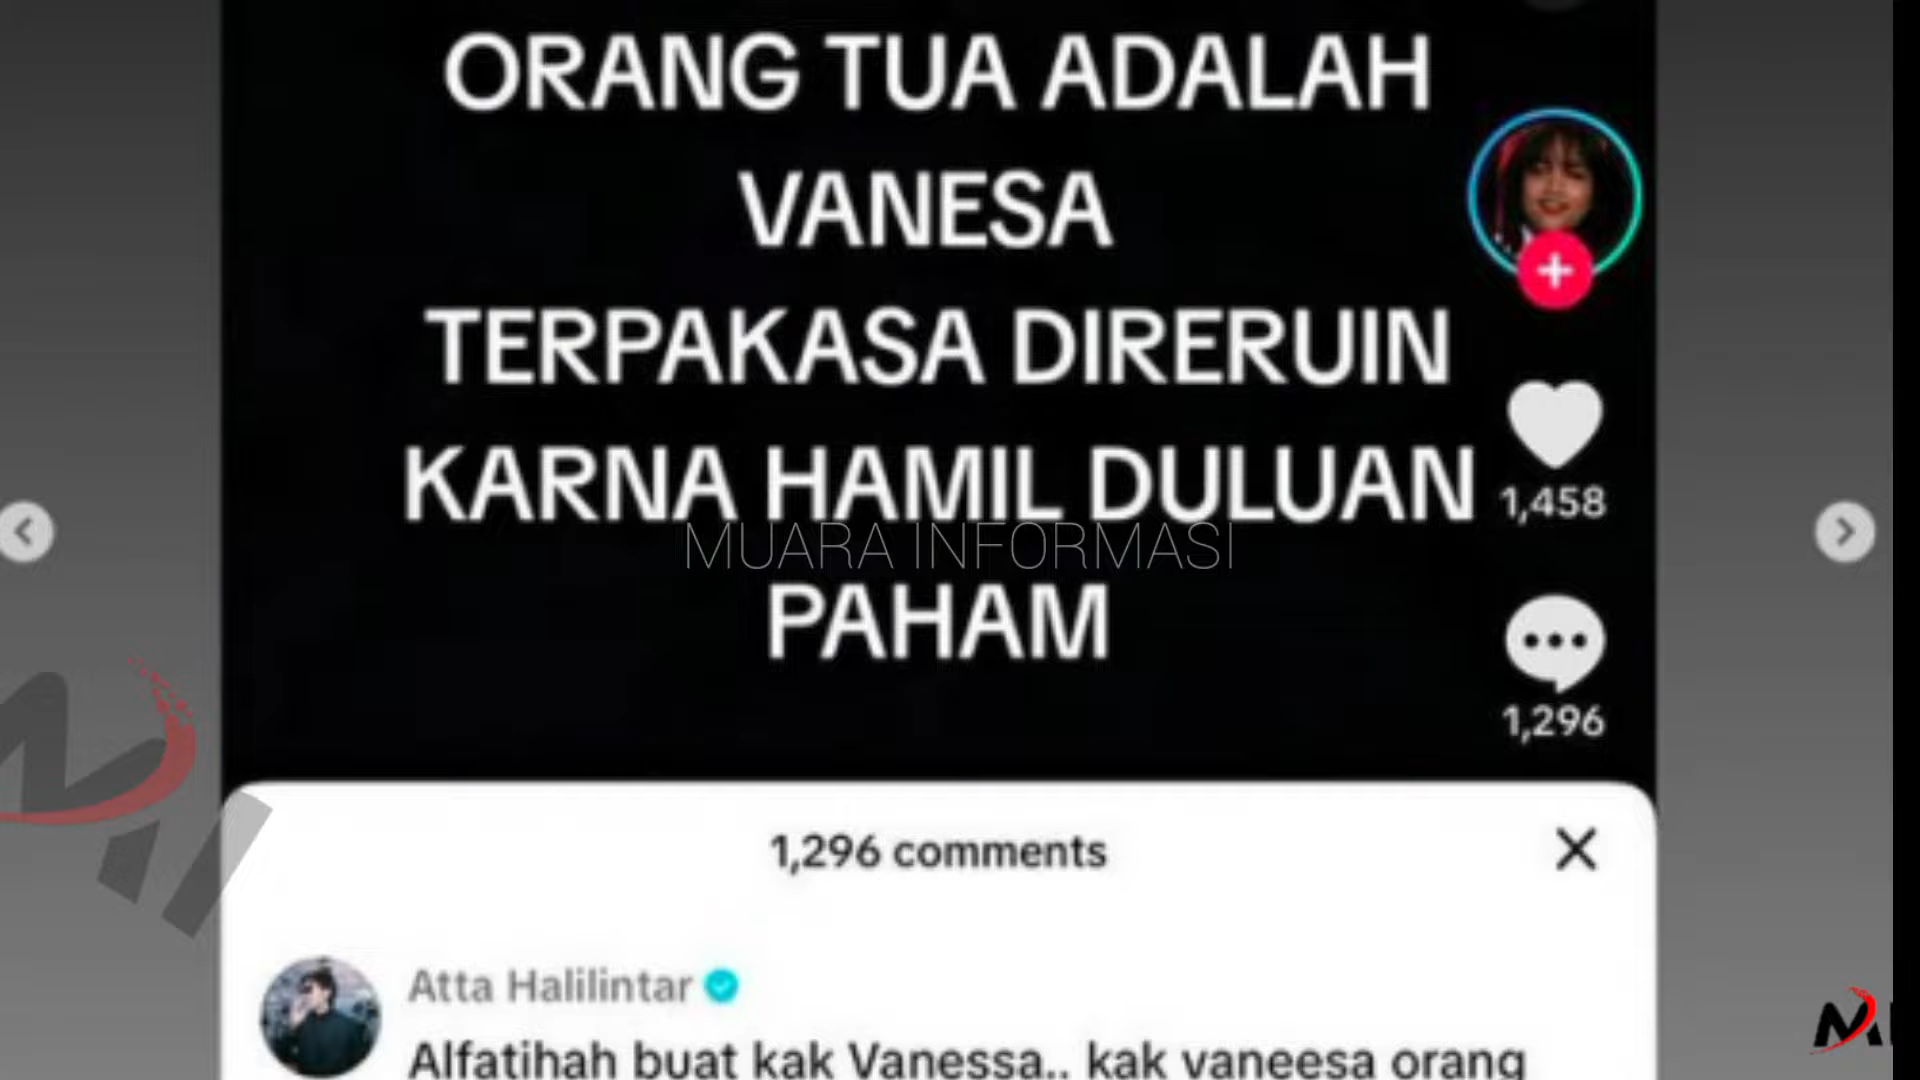 ORANG TUA ADALAH
VANESA
TERPAKASA DIRERUIN
KARNA HAMIL DULUAN
1,458
MUARA INFORMASI
PAHAM
1,296
1,296 comments
Atta Halilintar
Alfatihah buat kak Vanessa.. kak vaneesa orang
MI
M